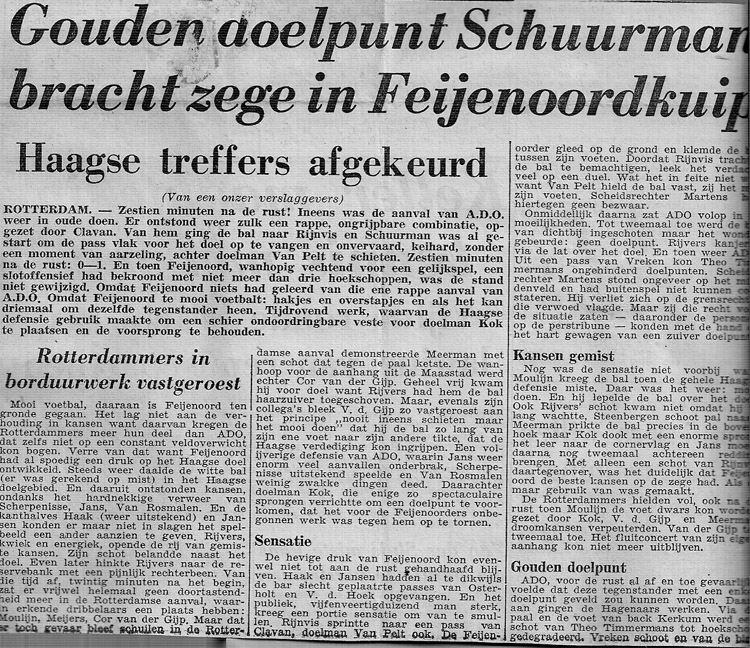 Gouden doelpunt Schuurman
bracht zege in Feijenoordkuip
Haagse treffers afgekeurd
(Van een onzer verslaggevers)
ROTTERDAM. — Zestien minuten na de rust! Ineens was de aanval van A.D.O.
weer in oude doen. Er ontstond weer zulk een rappe, ongrijpbare combinatie, op-
gezet door Clavan. Van hem ging de bal naar Rijnvis en Schuurman was al ge-
start om de pass vlak voor het doel op te vangen en onvervaard, keihard, zonder
een moment van aarzeling, achter doelman Van Pelt te schieten. Zestien minuten
na de rust: 0—1. En toen Feijenoord, wanhopig vechtend voor een gelijkspel, een
slotoffensief had bekroond met niet meer dan drie hoekschoppen, was de stand
niet gewijzigd. Omdat Feijenoord niets had geleerd van die ene rappe aanval van
A.D.O. Omdat Feijenoord te mooi voetbalt: hakjes en overstapjes en als het kan
driemaal om dezelfde tegenstander heen. Tijdrovend werk, waarvan de Haagse
defensie gebruik maakte om een schier ondoordringbare veste voor doelman Kok
te plaatsen en de voorsprong te behouden.
Rotterdammers in
borduurwerk vastgeroest
Mooi voetbal, daaraan is Feijenoord ten
gronde gegaan. Het lag niet aan de ver-
houding in kansen want daarvan kregen de
Rotterdammers meer hun deel dan ADO,
dat zelfs niet op een constant veldoverwicht
kon bogen. Verre van dat want Feijenoord
had al spoedig een druk op het Haagse doel
ontwikkeld. Steeds weer daalde de witte bal
(er was gerekend op mist) in het Haagse
doelgebied. En daaruit ontstonden kansen,
ondanks het hardnekkige verweer van
Scherpenisse, Jans, Van Rosmalen. En de
kanthalves Haak (weer uitstekend) en Jan-
sen konden er maar niet in slagen het spel-
beeld een ander aanzien te geven. Rijvers,
kwiek en energiek, opende de rij van gemis-
te kansen. Zijn schot belandde naast het
doel. Even later hinkte Rijvers naar de re-
servebank met een pijnlijk rechterbeen. Van
die tijd af, twintig minuten na het begin,
zat er vrijwel helemaal geen doortastend-
heid meer in de Rotterdamse aanval, waar-
in erkende dribbelaars een plaats hebben:
Moulijn, Meijers, Cor van der Gijp. Maar dat
er toch gevaar bleef schuilen in de Rotter-
damse aanval demonstreerde Meerman met
een schot dat tegen de paal ketste. De wan-
hoop voor de aanhang uit de Maasstad werd
echter Cor van der Gijp. Geheel vrij kwam
hij voor doel want Rijvers had hem de bal
haarzuiver toegeschoven. Maar, evenals zijn
collega's bleek V. d. Gijp zo vastgeroest aan
het principe „nooit ineens schieten maar
het mooi doen” dat hij de bal zo lang van
zijn ene voet naar zijn andere tikte, dat de
Haagse verdediging kon ingrijpen. Een vol-
ijverige defensie van ADO, waarin Jans weer
enorm veel aanvallen onderbrak, Scherpe-
nisse uitstekend speelde en Van Rosmalen
weinig zwakke dingen deed. Daarachter
doelman Kok, die enige zo spectaculaire
sprongen verrichtte om een doelpunt te voor-
komen, dat het voor de Feijenoorders onbe-
gonnen werk was tegen hem op te tornen.
Sensatie
De hevige druk van Feijenoord kon even-
wel niet tot aan de rust gehandhaafd blij-
ven. Haak en Jansen hadden al te dikwijls
de bar slecht geplaatste passes van Oster-
holt en V. d. Hoek opgevangen. En het
publiek, vijfenveertigduizend man sterk,
kreeg een portie sensatie om van te smul-
len. Rijnvis sprintte naar een pass van
Clavan, doelman Van Pelt ook. De Feijen-
oorder gleed op de grond en klemde de
tussen zijn voeten. Doordat Rijnvis tracht
de bal te bemachtigen, leek het verdac
veel op een duel. Wat het in feite niet w
want Van Pelt hield de bal vast, zij het m
zijn voeten. Scheidsrechter Martens h
hiertegen geen bezwaar.
Onmiddellijk daarna zat ADO volop in
moeilijkheden. Tot tweemaal toe werd de
van dichtbij ingeschoten maar het wond
gebeurde: geen doelpunt. Rijvers kanjer
via de lat over het doel. En toen weer AD
Uit een pass van Vreken kon Theo T
mermans ongehinderd doelpunten. Scheid
rechter Martens stond ongeveer op het m
denveld en had buitenspel niet kunnen co
stateren. Hij verliet zich op de grensrech
die verwoed vlagde. Maar zij die recht vo
de situatie zaten — daaronder de person
op de perstribune — konden met de hand
het hart gewagen van een zuiver doelpun
Kansen gemist
Nog was de sensatie niet voorbij wa
Moulijn kreeg de bal toen de gehele Haag
defensie miste. Daar was het weer: mo
doen. En hij lepelde de bal over het do
Ook Rijvers' schot kwam niet omdat hij
lang wachtte. Steenbergen schoot pal naas
Meerman prikte de bal precies in de bove
hoek maar Kok dook met een enorme spro
het leer naar de cornervlag en Jans moe
daarna nog tweemaal achtereen redd
brengen. Met alleen een schot van Rijnv
daartegenover, was het duidelijk dat Feije
oord de beste kansen op de zege had. Als
maar gebruik van was gemaakt.
De Rotterdammers hielden vol, ook na
rust toen Moulijn de voet dwars kon word
gezet door Kok, V. d. Gijp en Meerma
droomkansen verpeuterden. Van der Gijp to
tweemaal toe. Het fluitconcert van zijn eige
aanhang kon niet meer uitblijven.
Gouden doelpunt
ADO, voor de rust al af en toe gevaarlij
voelde dat deze tegenstander met een enke
doelpunt geveld zou kunnen worden. Daar
aan gingen de Hagenaars werken. Via d
paal en de voet van back Kerkum werd ee
schot van Theo Timmermans tot hoekscho
gedegradeerd. Vreken schoot en van de b